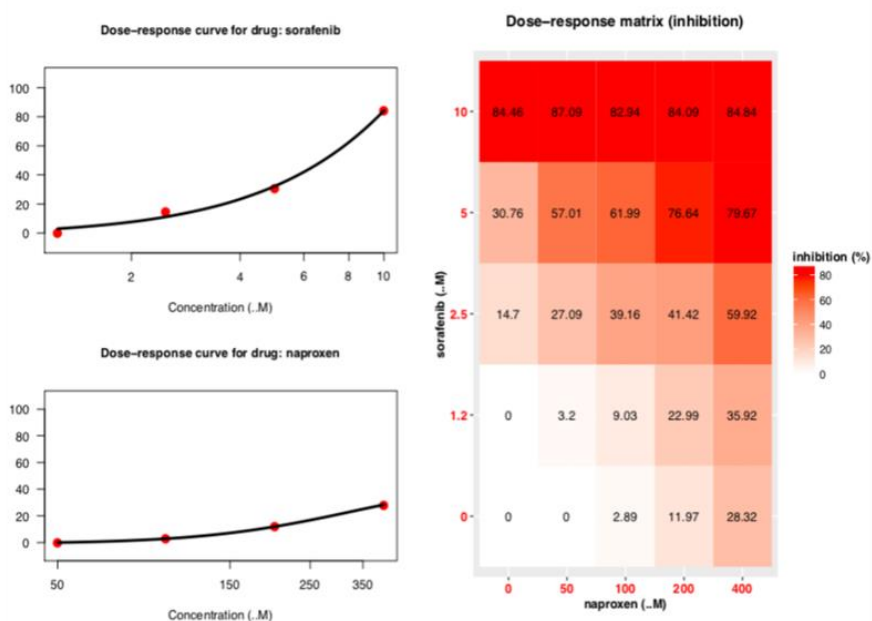 Dose–response curve for drug: sorafenib
100
80
60
40
20
0
2
4
6
8
10
Concentration (..M)
Dose–response curve for drug: naproxen
100
80
60
40
20
0
50
150
250
350
Concentration (..M)
Dose–response matrix (inhibition)
sorafenib (..M)
10
84.46 87.09 82.94 84.09 84.84
5
30.76 57.01 61.99 76.64 79.67
2.5
14.7 27.09 39.16 41.42 59.92
1.2
0 3.2 9.03 22.99 35.92
0
0 0 2.89 11.97 28.32
0 50 100 200 400
naproxen (..M)
inhibition (%)
80
60
40
20
0